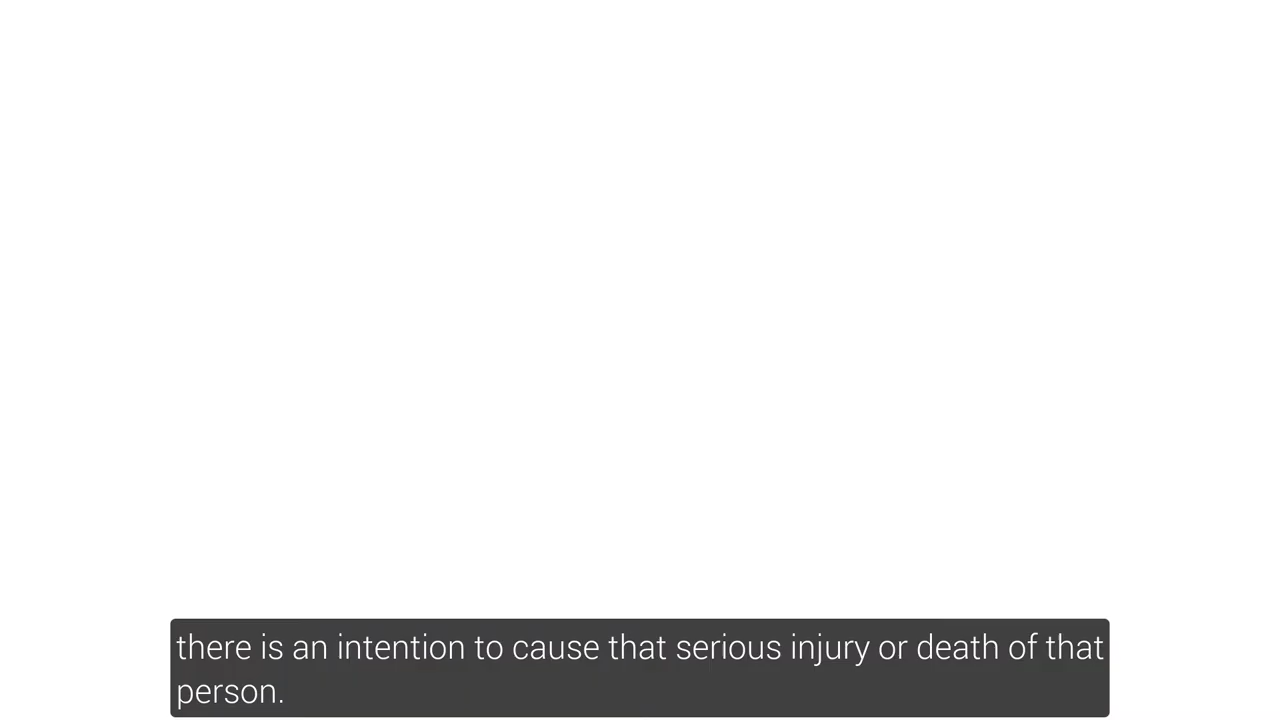 there is an intention to cause that serious injury or death of that
person.